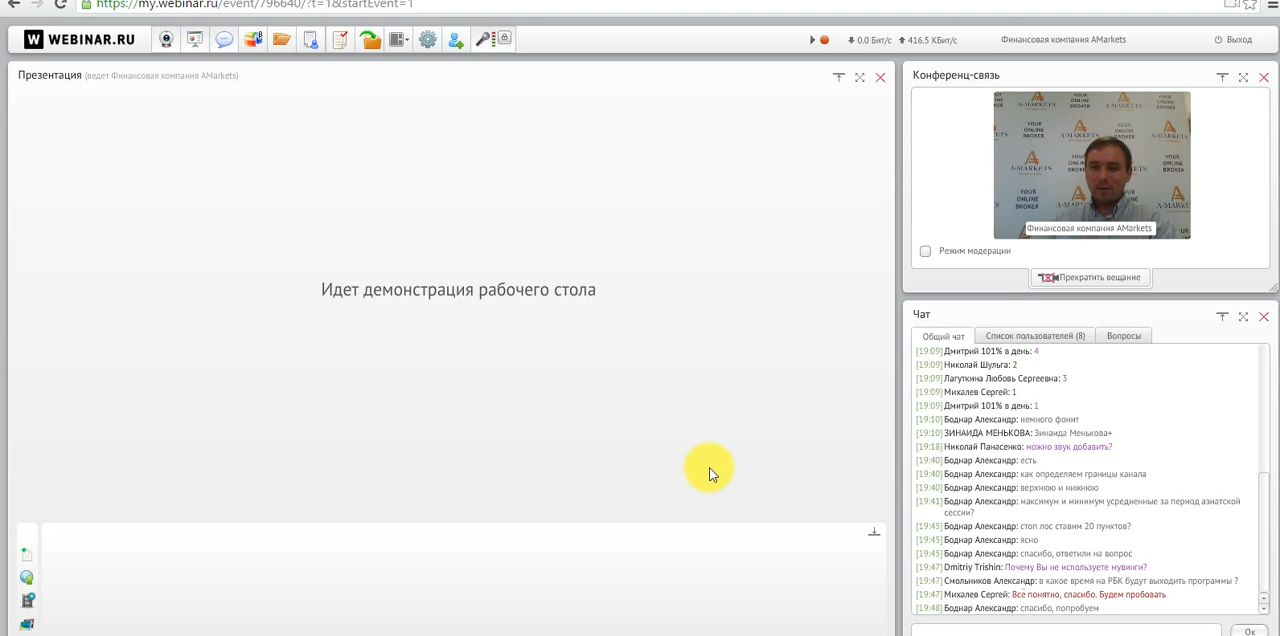 https://my.webinar.ru/event/796640/?t=1&startEvent=1
W WEBINAR.RU
0.0 Бит/с 416.5 КБит/с
Финансовая компания AMarkets
Выход
Презентация (ведет Финансовая компания AMarkets)
Идет демонстрация рабочего стола
Конференц-связь
YOUR ONLINE BROKER
A-MARKETS
Финансовая компания AMarkets
Режим модерации
Прекратить вещание
Чат
Общий чат
Список пользователей (8)
Вопросы
[19:09] Дмитрий 101% в день: 4
[19:09] Николай Шульга: 2
[19:09] Лагуткина Любовь Сергеевна: 3
[19:09] Михалев Сергей: 1
[19:09] Дмитрий 101% в день: 1
[19:10] Боднар Александр: немного фонит
[19:10] ЗИНАИДА МЕНЬКОВА: Зинаида Менькова+
[19:18] Николай Панасенко: можно звук добавить?
[19:40] Боднар Александр: есть
[19:40] Боднар Александр: как определяем границы канала
[19:40] Боднар Александр: верхнюю и нижнюю
[19:41] Боднар Александр: максимум и минимум усредненные за период азиатской
сессии?
[19:45] Боднар Александр: стоп лос ставим 20 пунктов?
[19:45] Боднар Александр: ясно
[19:45] Боднар Александр: спасибо, ответили на вопрос
[19:47] Dmitriy Trishin: Почему Вы не используете мувинги?
[19:47] Смольников Александр: в какое время на РБК будут выходить программы ?
[19:47] Михалев Сергей: Все понятно, спасибо. Будем пробовать
[19:48] Боднар Александр: спасибо, попробуем
Ок